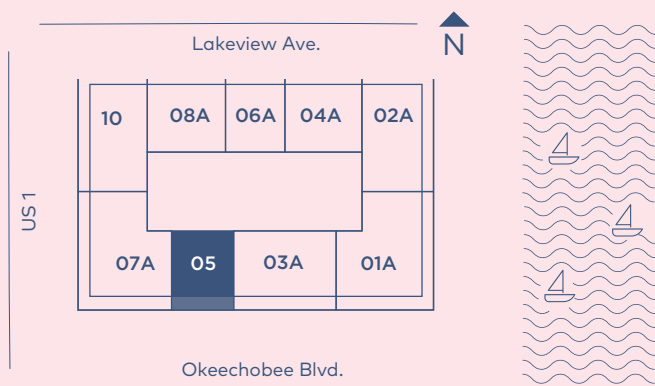 Lakeview Ave.
N
10
08A
06A
04A
02A
US 1
07A
05
03A
01A
Okeechobee Blvd.